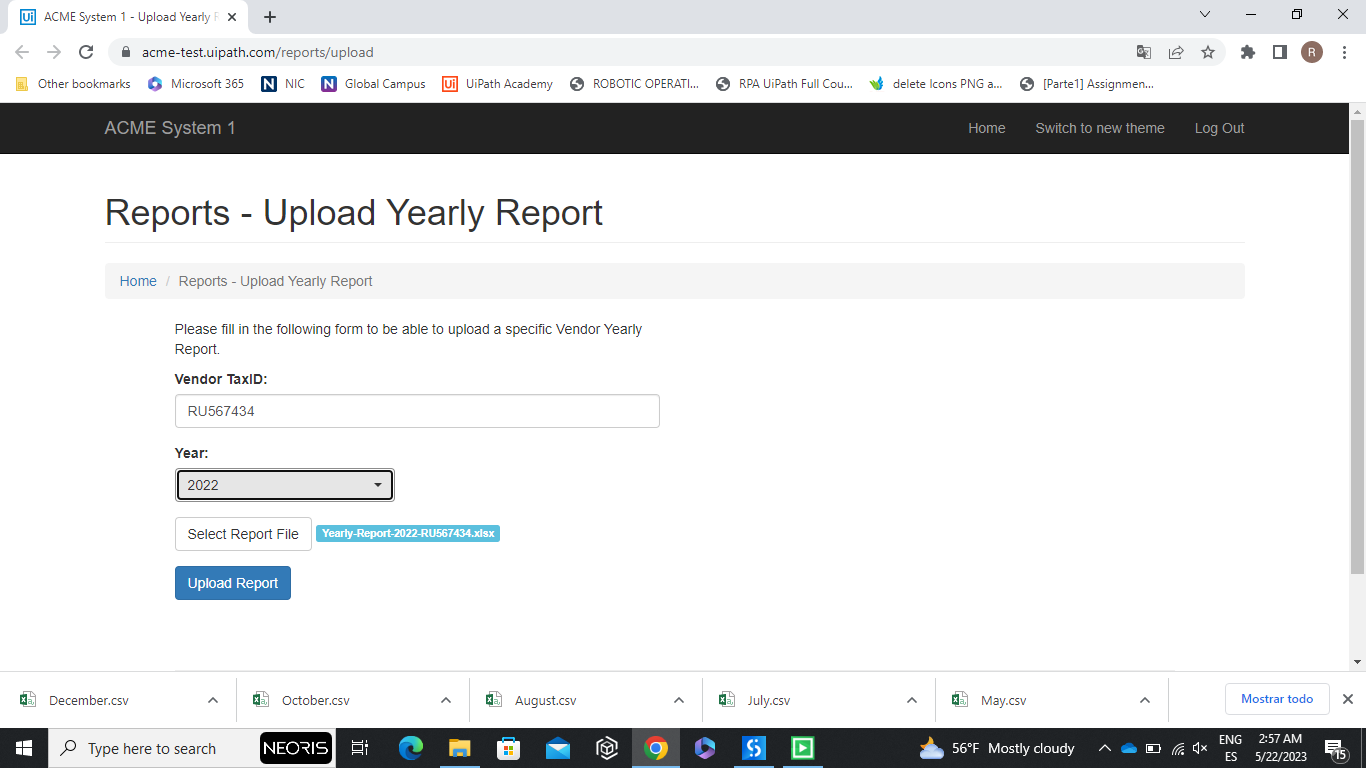 Ui ACME System 1 - Upload Yearly R
acme-test.uipath.com/reports/upload
R
Other bookmarks Microsoft 365 NIC Global Campus UiPath Academy ROBOTIC OPERATI... RPA UiPath Full Cou... delete Icons PNG a... [Parte1] Assignmen...
ACME System 1 Home Switch to new theme Log Out
Reports - Upload Yearly Report
Home / Reports - Upload Yearly Report
Please fill in the following form to be able to upload a specific Vendor Yearly
Report.
Vendor TaxID:
RU567434
Year:
2022
Select Report File Yearly-Report-2022-RU567434.xlsx
Upload Report
December.csv October.csv August.csv July.csv May.csv Mostrar todo
Type here to search NEORIS 56°F Mostly cloudy ENG 2:57 AM
ES 5/22/2023 15